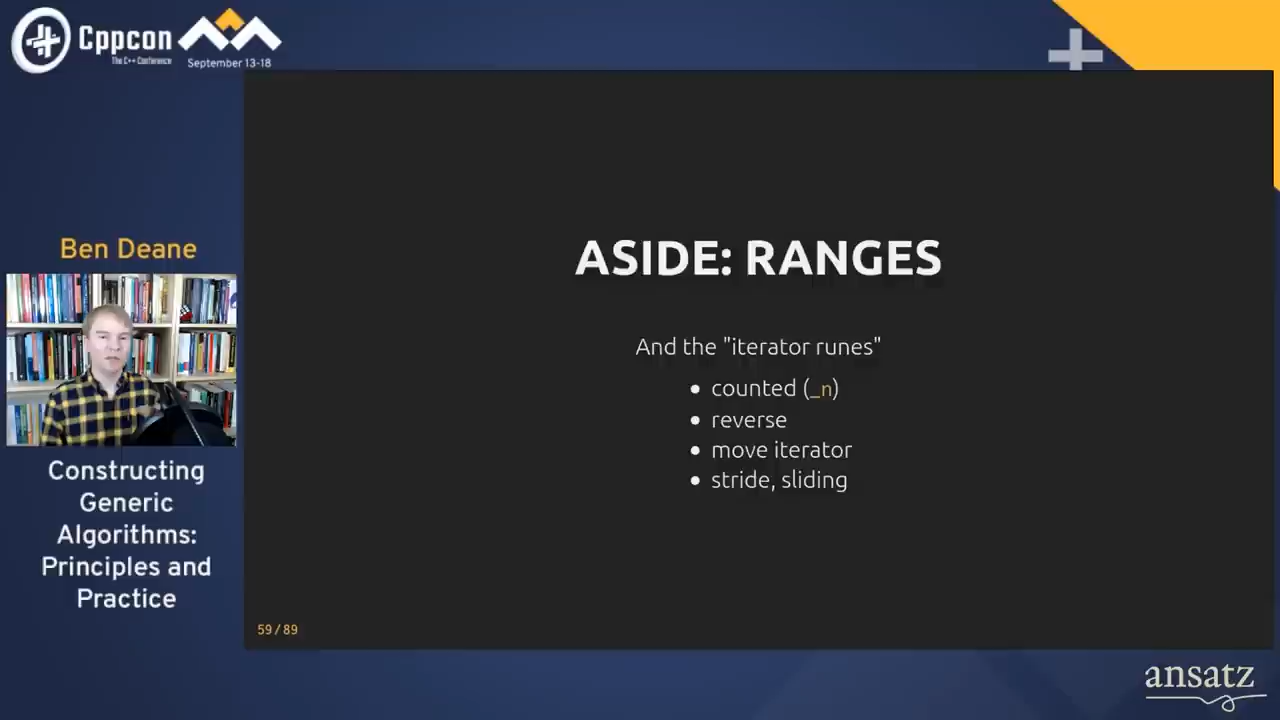 Cppcon
The C++ Conference
September 13-18
Ben Deane
Constructing
Generic
Algorithms:
Principles and
Practice
ASIDE: RANGES
And the "iterator runes"
• counted (_n)
• reverse
• move iterator
• stride, sliding
59 / 89
ansatz